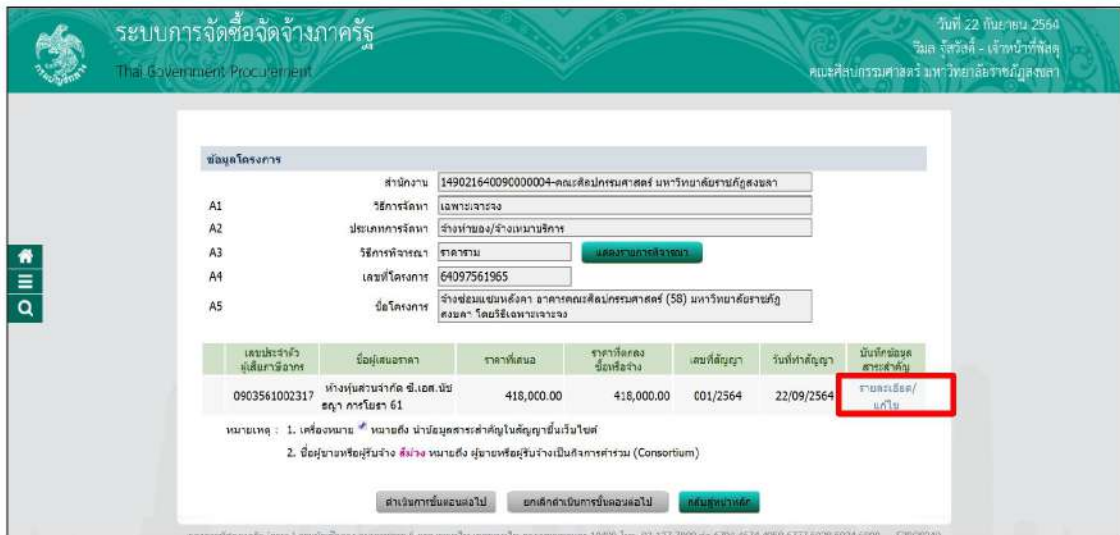 ระบบการจัดซื้อจัดจ้างภาครัฐ
Thai Government Procurement
วันที่ 22 กันยายน 2564
วิมล จุ้สวัสดิ์ - เจ้าหน้าที่พัสดุ
คณะศิลปกรรมศาสตร์ มหาวิทยาลัยราชภัฏสงขลา
ข้อมูลโครงการ
สำนักงาน 149021640090000004-คณะศิลปกรรมศาสตร์ มหาวิทยาลัยราชภัฏสงขลา
A1 วิธีการจัดหา เฉพาะเจาะจง
A2 ประเภทการจัดหา จ้างทำของ/จ้างเหมาบริการ
A3 วิธีการพิจารณา ราคารวม แสดงรายการพิจารณา
A4 เลขที่โครงการ 64097561965
A5 ชื่อโครงการ จ้างซ่อมแซมหลังคา อาคารคณะศิลปกรรมศาสตร์ (58) มหาวิทยาลัยราชภัฏ
สงขลา โดยวิธีเฉพาะเจาะจง
เลขประจำตัว ผู้เสียภาษีอากร ชื่อผู้เสนอราคา ราคาที่เสนอ ราคาที่ตกลง ซื้อหรือจ้าง เลขที่สัญญา วันที่ทำสัญญา บันทึกข้อมูล สาระสำคัญ
0903561002317 ห้างหุ้นส่วนจำกัด ซี.เอส.นัช ธญา การโยธา 61 418,000.00 418,000.00 001/2564 22/09/2564 รายละเอียด/ แก้ไข
หมายเหตุ : 1. เครื่องหมาย หมายถึง นำข้อมูลสาระสำคัญในสัญญาขึ้นเว็บไซต์
2. ชื่อผู้ขายหรือผู้รับจ้าง สีม่วง หมายถึง ผู้ขายหรือผู้รับจ้างเป็นกิจการค้าร่วม (Consortium)
ดำเนินการขั้นตอนต่อไป ยกเลิกดำเนินการขั้นตอนต่อไป กลับสู่หน้าหลัก